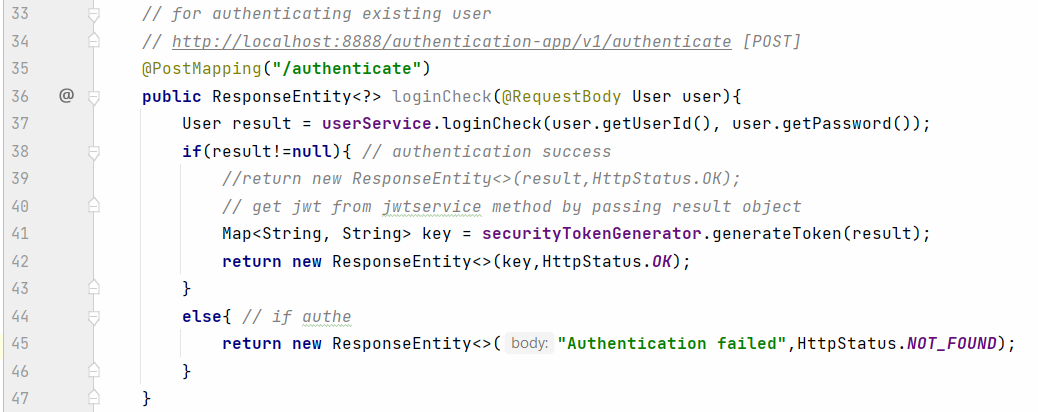 33 // for authenticating existing user
34 // http://localhost:8888/authentication-app/v1/authenticate [POST]
35 @PostMapping("/authenticate")
36 @ public ResponseEntity<?> loginCheck(@RequestBody User user){
37 User result = userService.loginCheck(user.getUserId(), user.getPassword());
38 if(result!=null){ // authentication success
39 //return new ResponseEntity<>(result,HttpStatus.OK);
40 // get jwt from jwtservice method by passing result object
41 Map<String, String> key = securityTokenGenerator.generateToken(result);
42 return new ResponseEntity<>(key,HttpStatus.OK);
43 }
44 else{ // if authe
45 return new ResponseEntity<>( body: "Authentication failed",HttpStatus.NOT_FOUND);
46 }
47 }